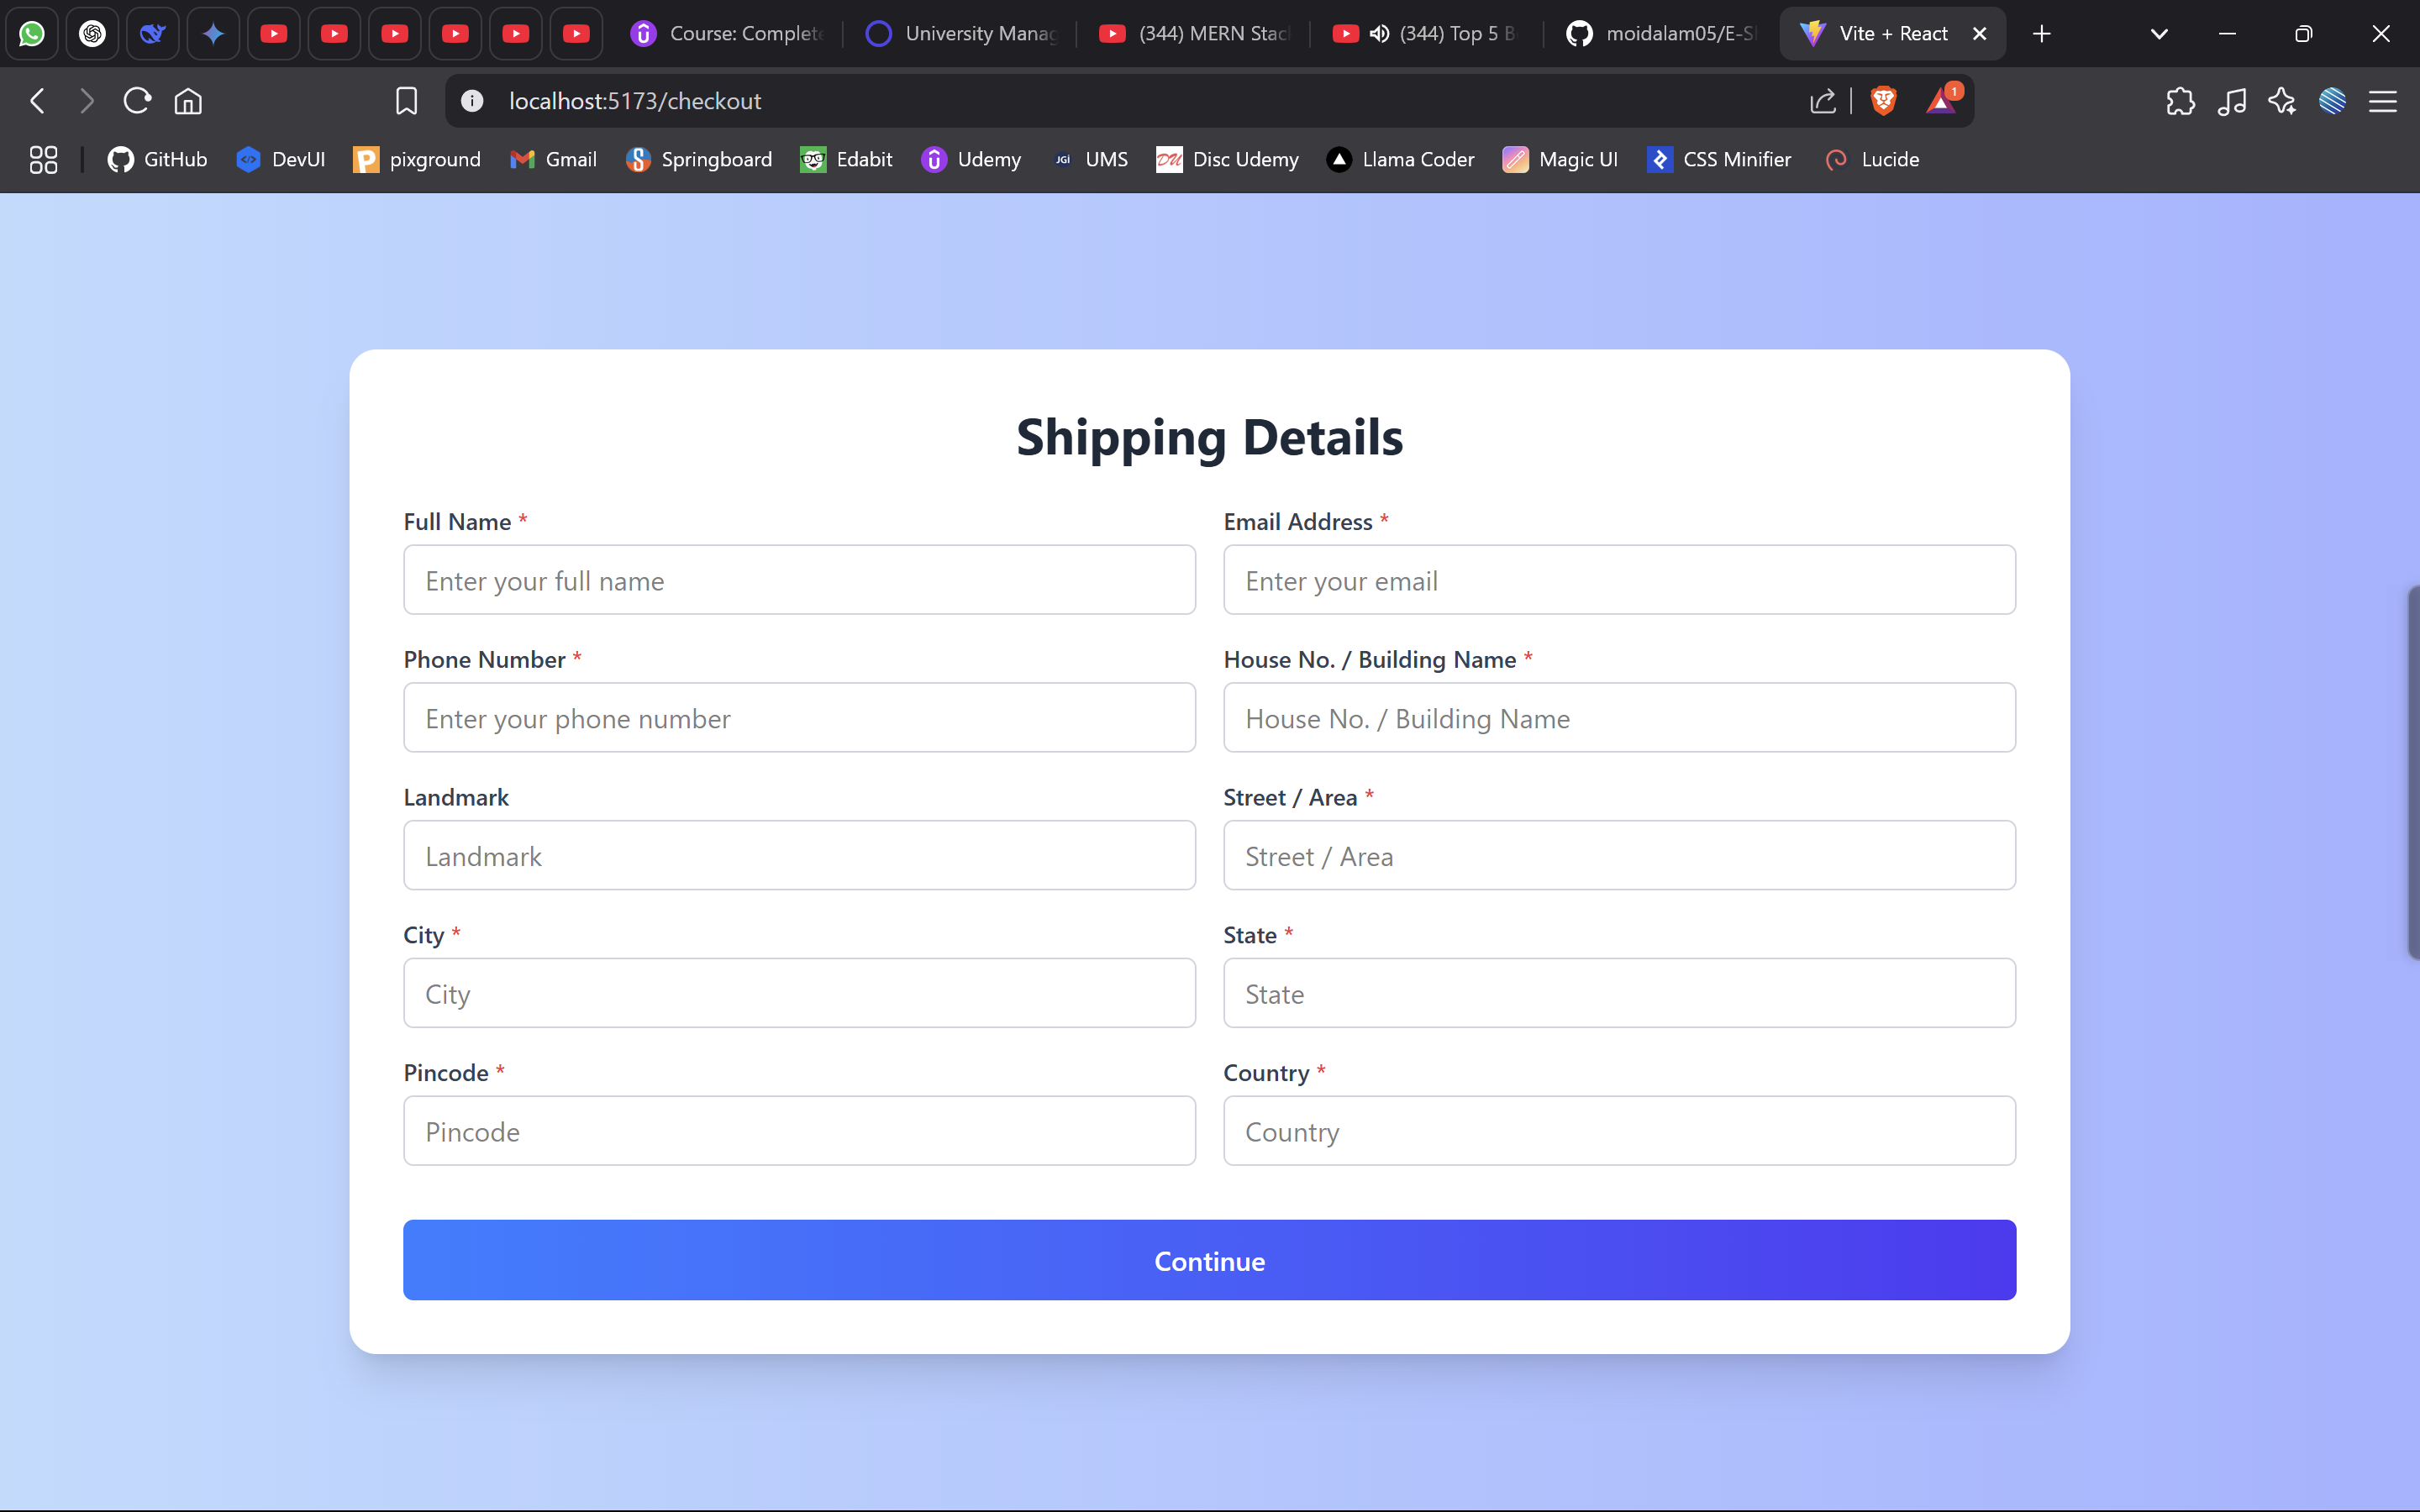 Course: Complete
University Manag
(344) MERN Stac
(344) Top 5 B
moidalam05/E-S
Vite + React
localhost:5173/checkout
1
GitHub
DevUI
pixground
Gmail
Springboard
Edabit
Udemy
JGi
UMS
DU
Disc Udemy
Llama Coder
Magic UI
CSS Minifier
Lucide
Shipping Details
Full Name *
Email Address *
Enter your full name
Enter your email
Phone Number *
House No. / Building Name *
Enter your phone number
House No. / Building Name
Landmark
Street / Area *
Landmark
Street / Area
City *
State *
City
State
Pincode *
Country *
Pincode
Country
Continue